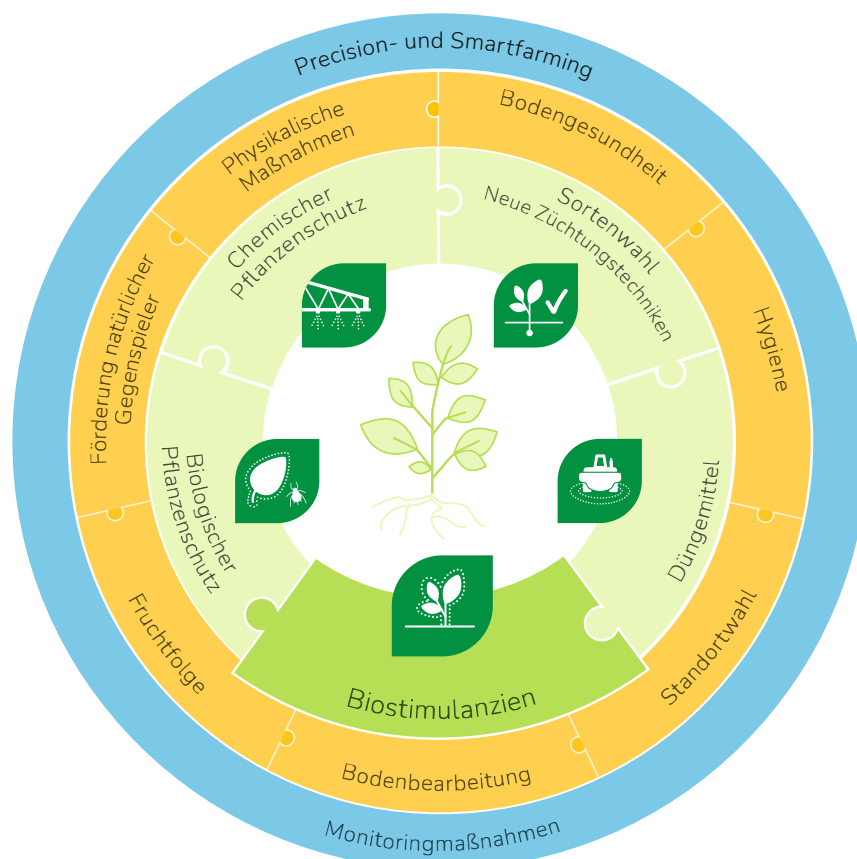 Precision- und Smartfarming
Physikalische
Maßnahmen
Bodengesundheit
Hygiene
Standortwahl
Bodenbearbeitung
Fruchtfolge
Förderung natürlicher
Gegenspieler
Chemischer
Pflanzenschutz
Sortenwahl
Neue Züchtungstechniken
Düngemittel
Biostimulanzien
Biologischer
Pflanzenschutz
Monitoringmaßnahmen